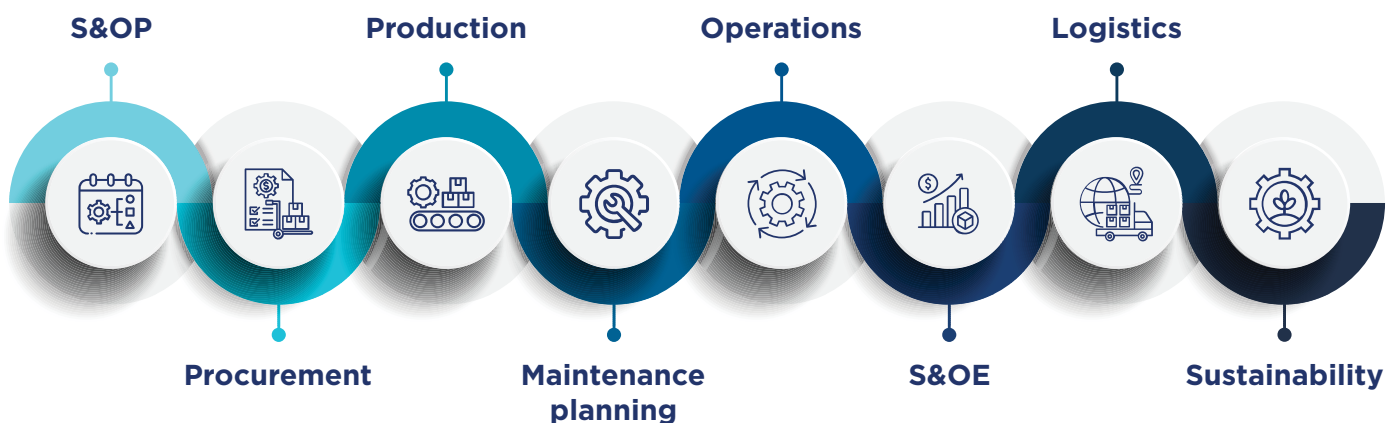 S&OP
Production
Operations
Logistics
Procurement
Maintenance
planning
S&OE
Sustainability